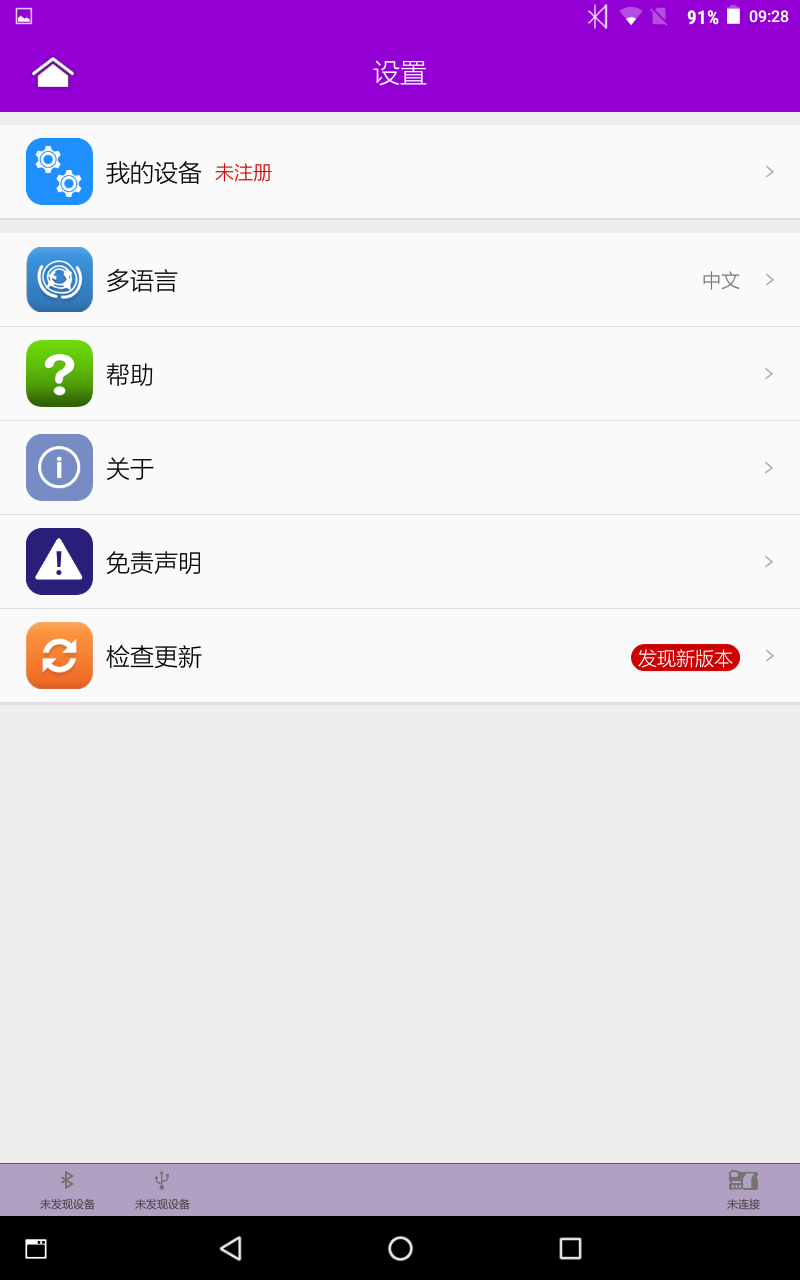 91% 09:28
设置
我的设备 未注册
多语言 中文
帮助
关于
免责声明
检查更新 发现新版本
未发现设备 未发现设备 未连接